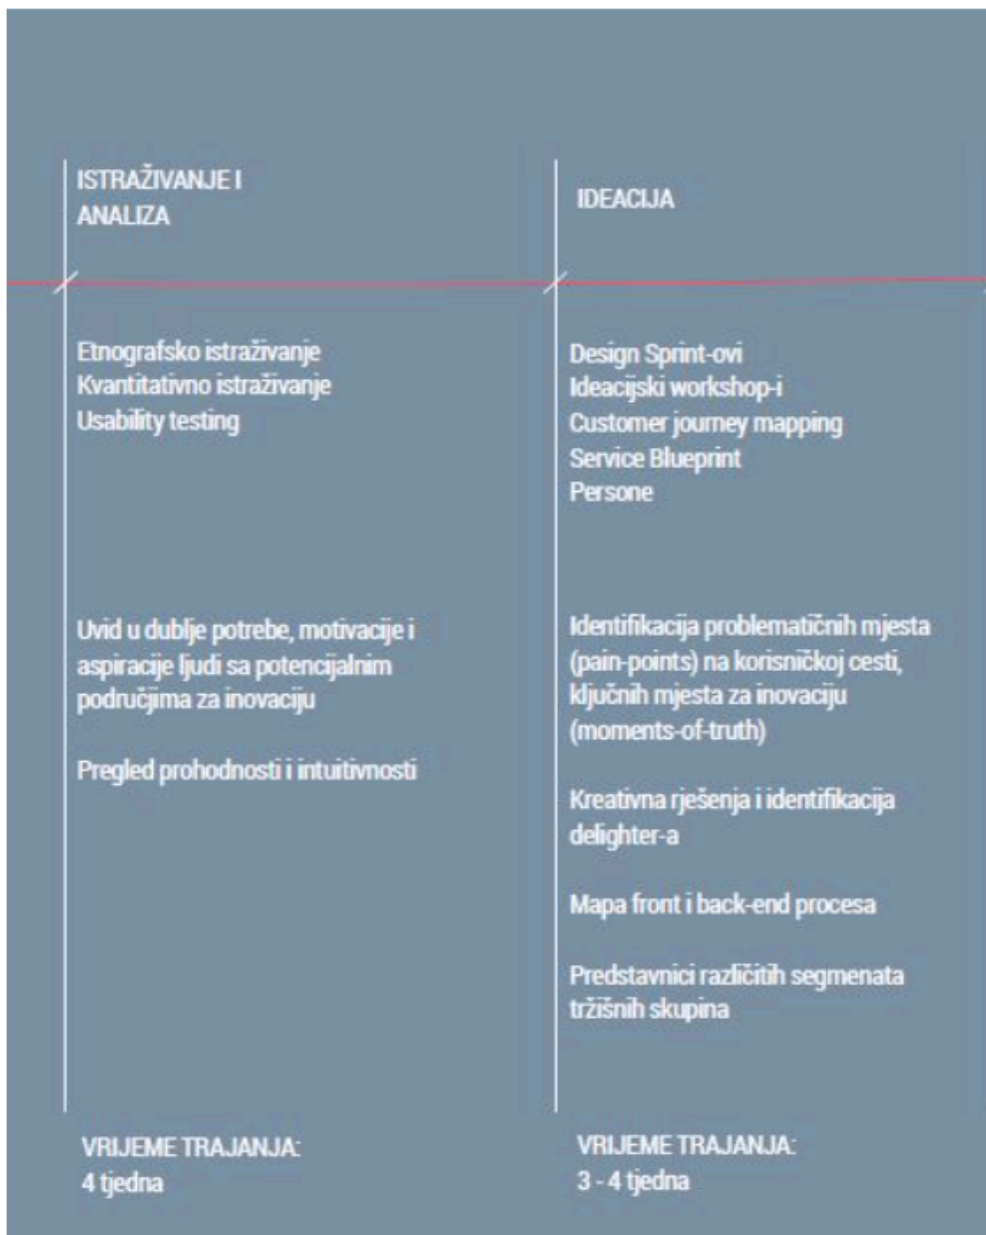 ISTRAŽIVANJE I
ANALIZA
Etnografsko istraživanje
Kvantitativno istraživanje
Usability testing
Uvid u dublje potrebe, motivacije i
aspiracije ljudi sa potencijalnim
područjima za inovaciju
Pregled prohodnosti i intuitivnosti
VRIJEME TRAJANJA:
4 tjedna
IDEACIJA
Design Sprint-ovi
Ideacijski workshop-i
Customer journey mapping
Service Blueprint
Persone
Identifikacija problematičnih mjesta
(pain-points) na korisničkoj cesti,
ključnih mjesta za inovaciju
(moments-of-truth)
Kreativna rješenja i identifikacija
delighter-a
Mapa front i back-end procesa
Predstavnici različitih segmenata
tržišnih skupina
VRIJEME TRAJANJA:
3 - 4 tjedna